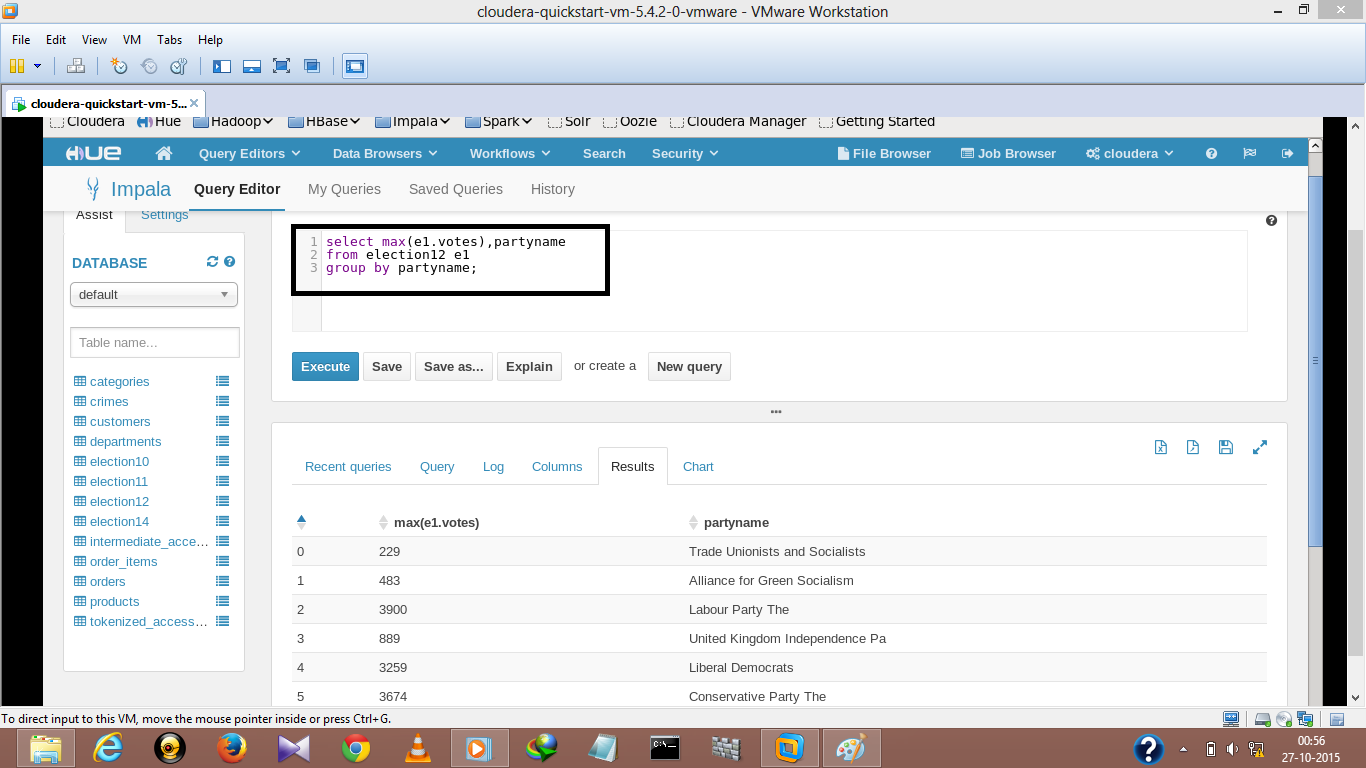 cloudera-quickstart-vm-5.4.2-0-vmware - VMware Workstation
File Edit View VM Tabs Help
cloudera-quickstart-vm-5...
Cloudera Hue Hadoop HBase Impala Spark Solr Oozie Cloudera Manager Getting Started
HUE Query Editors Data Browsers Workflows Search Security File Browser Job Browser cloudera
Impala Query Editor My Queries Saved Queries History
Assist Settings
DATABASE
default
Table name...
categories
crimes
customers
departments
election10
election11
election12
election14
intermediate_acce...
order_items
orders
products
tokenized_access...
1 select max(e1.votes),partyname
2 from election12 e1
3 group by partyname;
Execute Save Save as... Explain or create a New query
Recent queries Query Log Columns Results Chart
max(e1.votes) partyname
0 229 Trade Unionists and Socialists
1 483 Alliance for Green Socialism
2 3900 Labour Party The
3 889 United Kingdom Independence Pa
4 3259 Liberal Democrats
5 3674 Conservative Party The
To direct input to this VM, move the mouse pointer inside or press Ctrl+G.
C:\_
00:56
27-10-2015